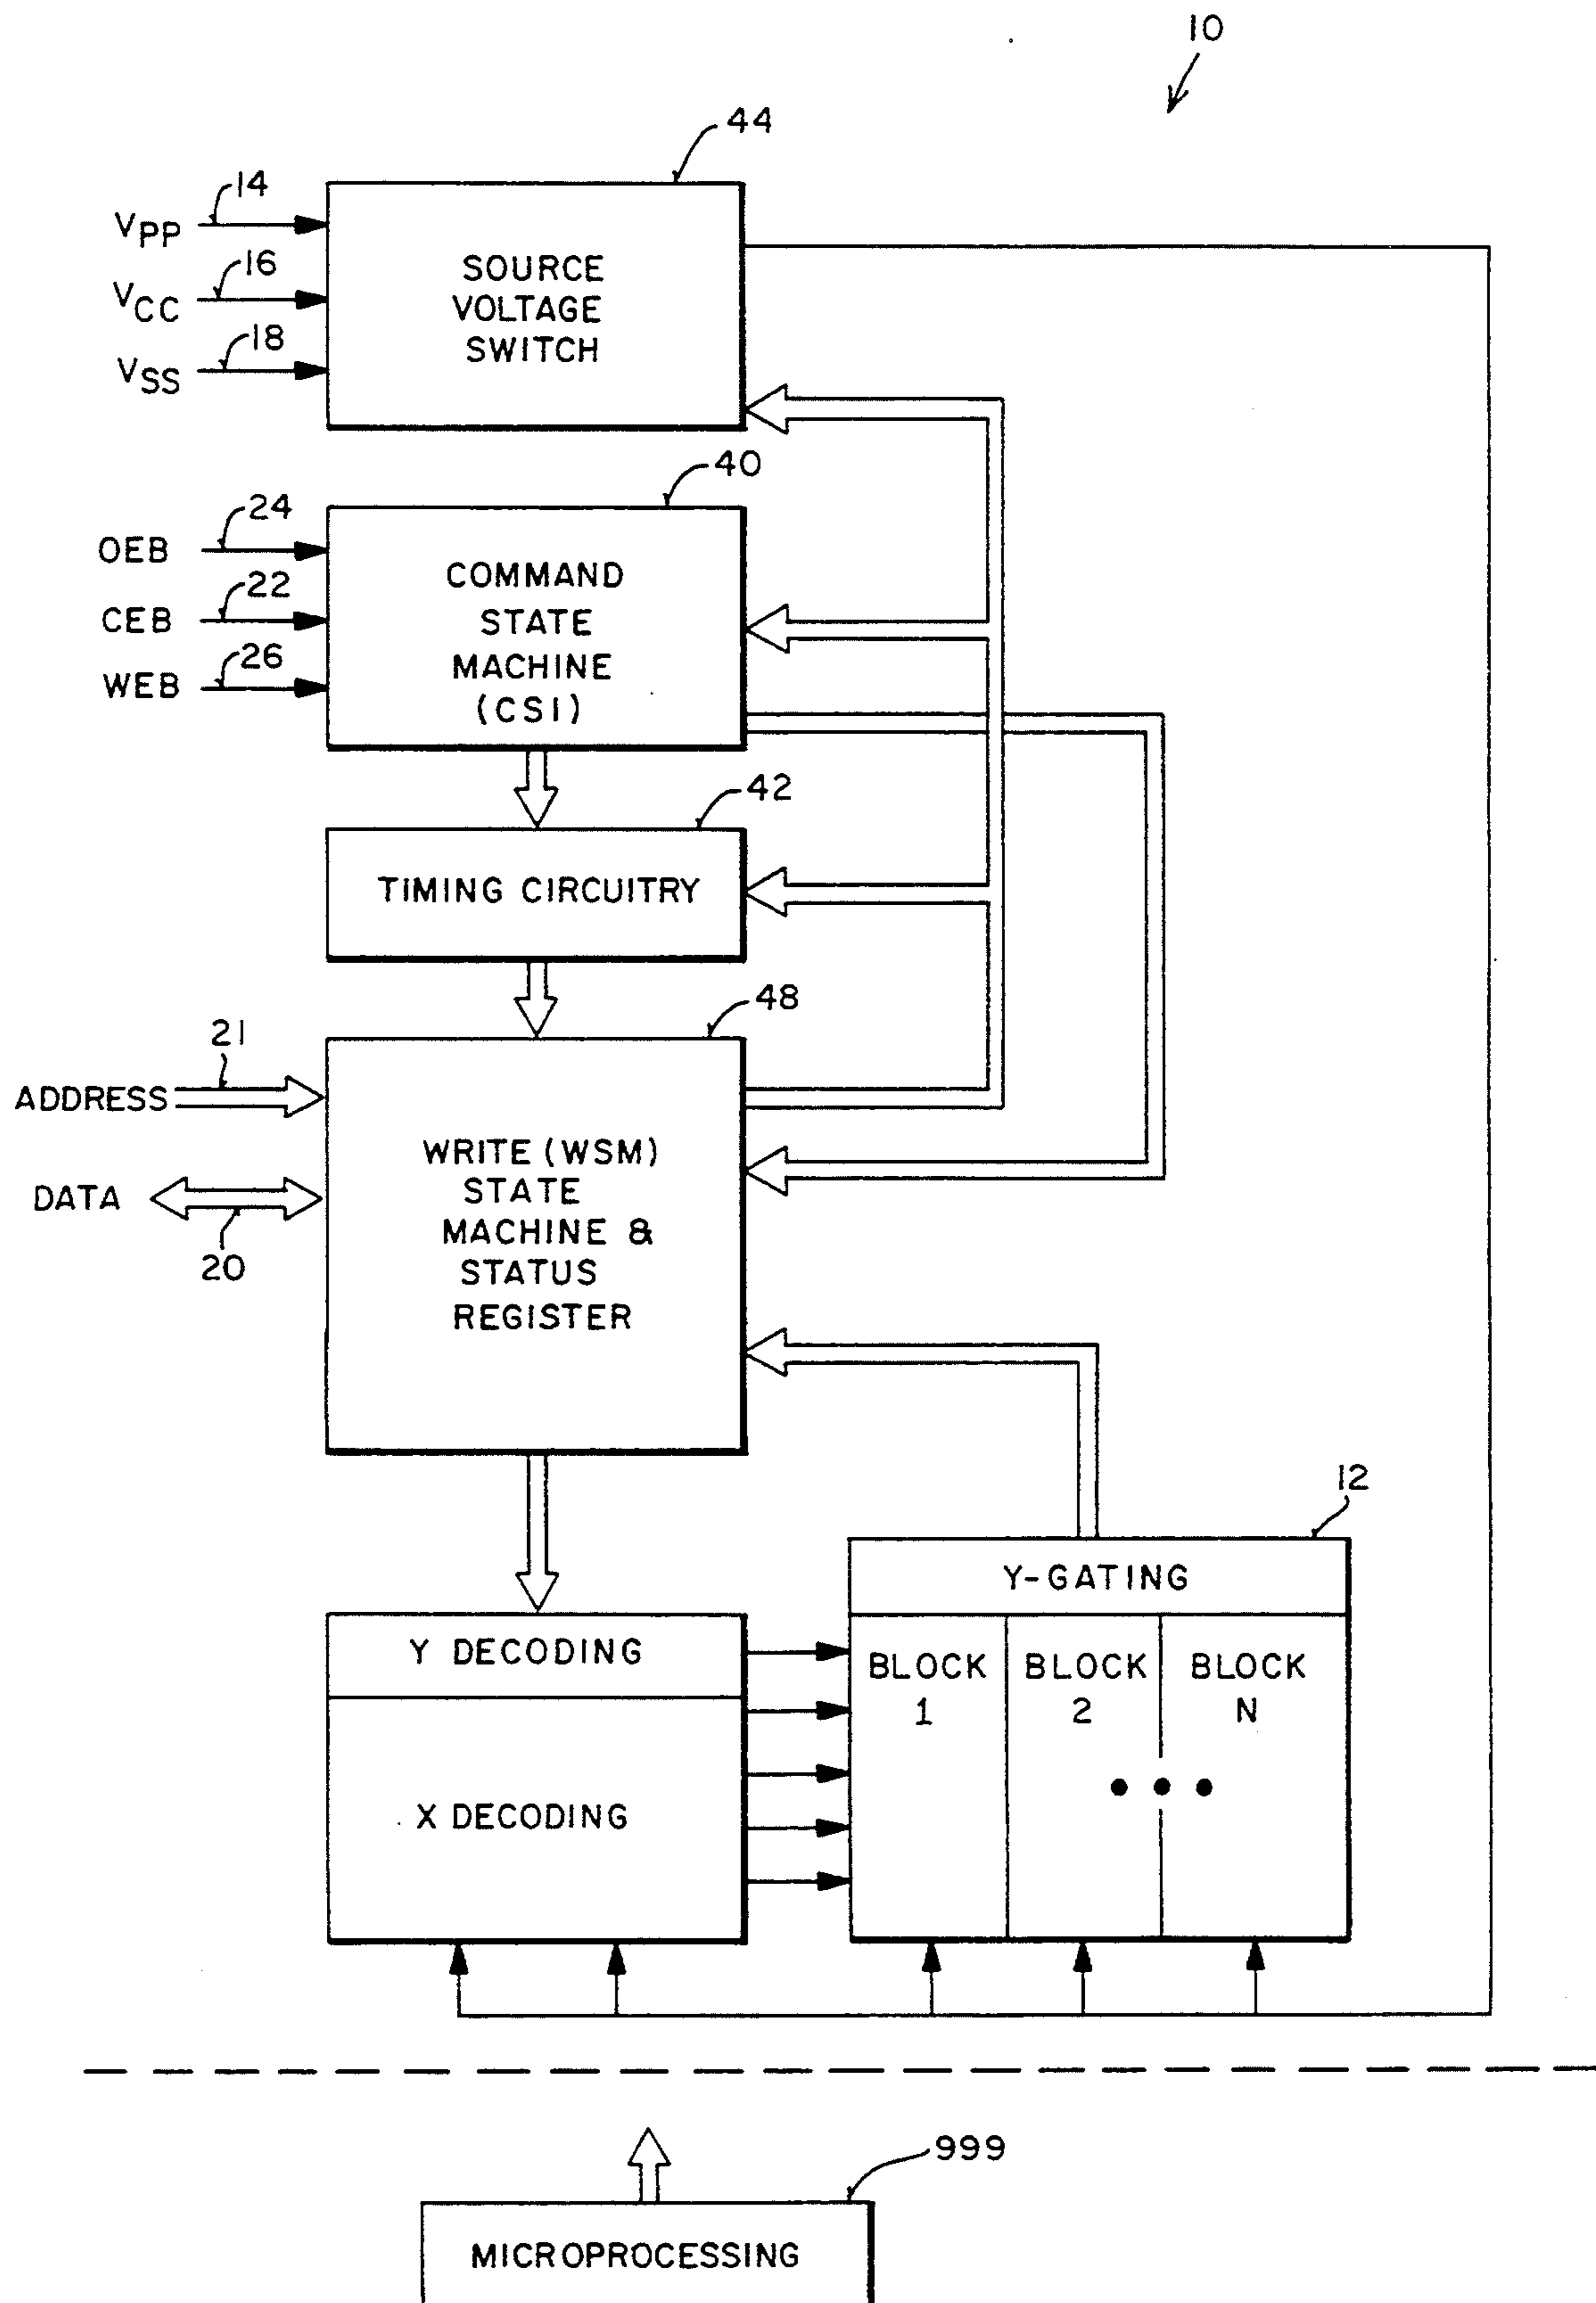 10
44
14
VPP
16
VCC
18
VSS
SOURCE
VOLTAGE
SWITCH
40
24
OEB
22
CEB
26
WEB
COMMAND
STATE
MACHINE
(CSI)
42
TIMING CIRCUITRY
48
21
ADDRESS
DATA
20
WRITE (WSM)
STATE
MACHINE &
STATUS
REGISTER
12
Y-GATING
Y DECODING
X DECODING
BLOCK
1
BLOCK
2
BLOCK
N
999
MICROPROCESSING